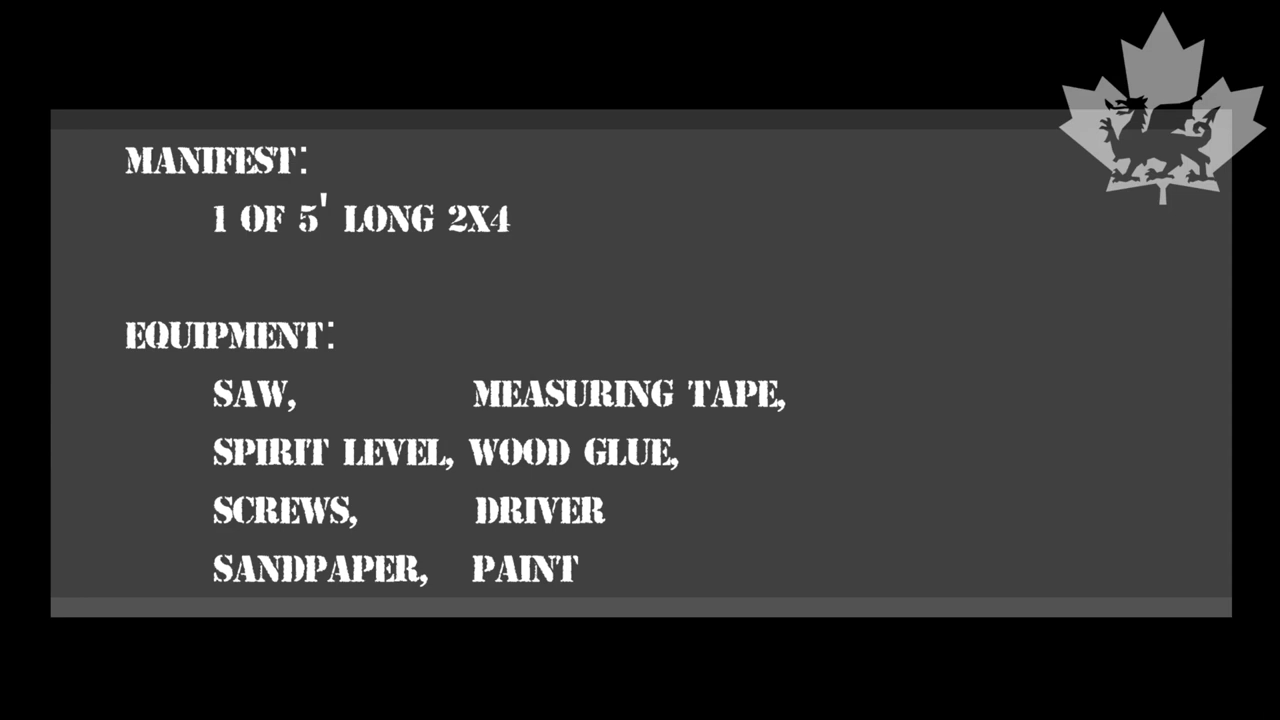 MANIFEST:
1 OF 5' LONG 2X4
EQUIPMENT:
SAW, MEASURING TAPE,
SPIRIT LEVEL, WOOD GLUE,
SCREWS, DRIVER
SANDPAPER, PAINT